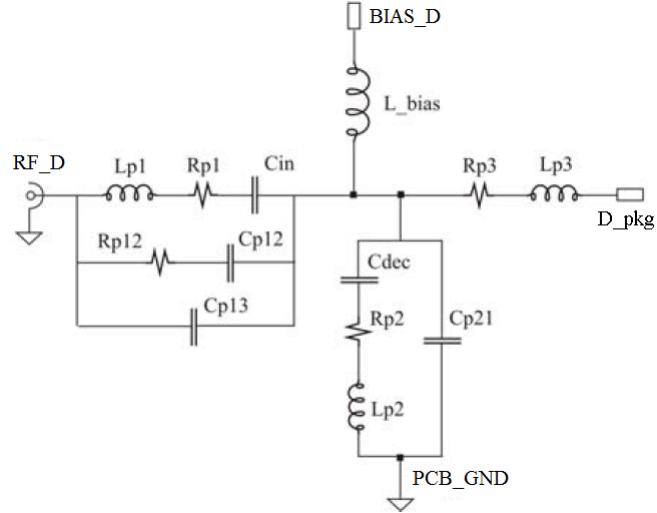 BIAS_D
L_bias
RF_D
Lp1
Rp1
Cin
Rp3
Lp3
D_pkg
Rp12
Cp12
Cdec
Cp13
Rp2
Cp21
Lp2
PCB_GND